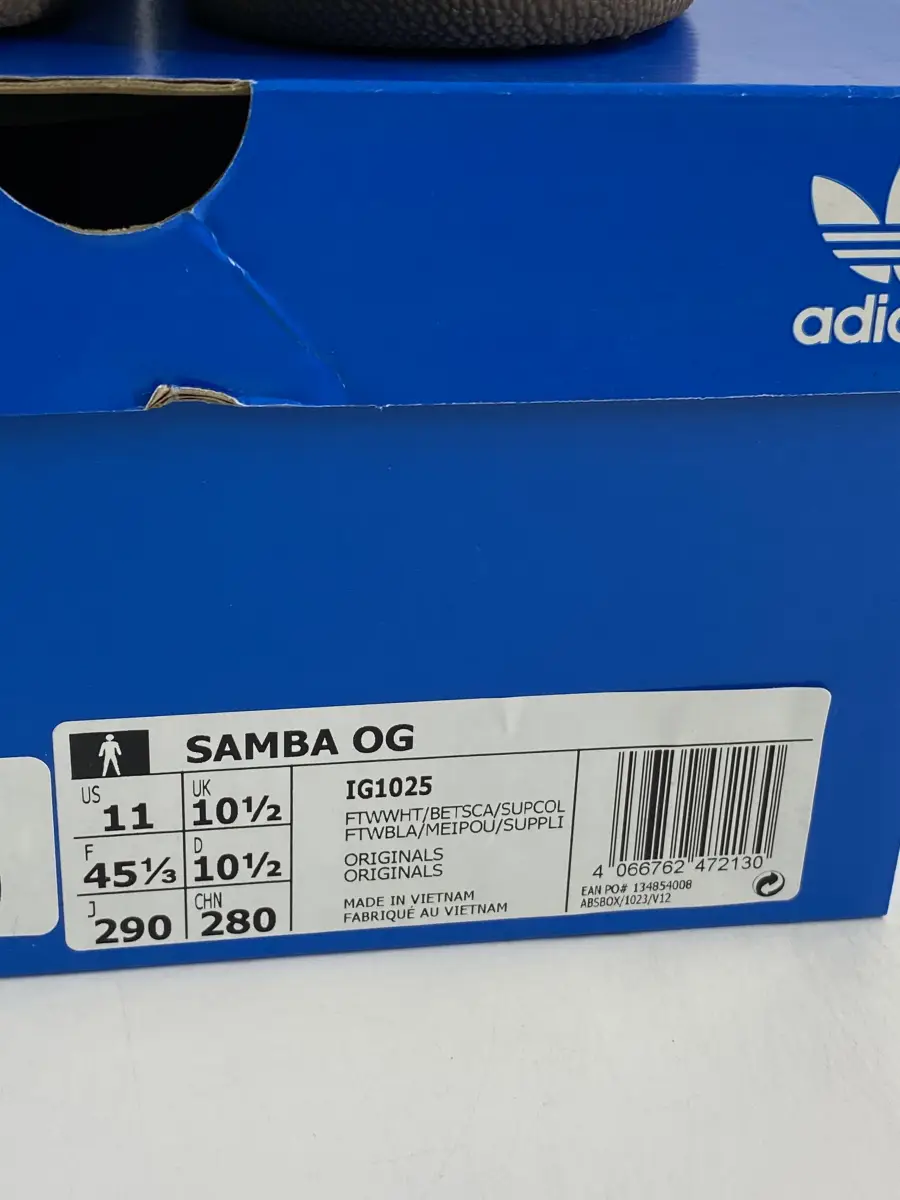 adi
SAMBA OG
US
11
UK
10½
F
45⅓
D
10½
J
290
CHN
280
IG1025
FTWWHT/BETSCA/SUPCOL
FTWBLA/MEIPOU/SUPPLI
ORIGINALS
ORIGINALS
MADE IN VIETNAM
FABRIQUÉ AU VIETNAM
4 066762 472130
EAN PO# 134854008
ABSBOX/1023/V12